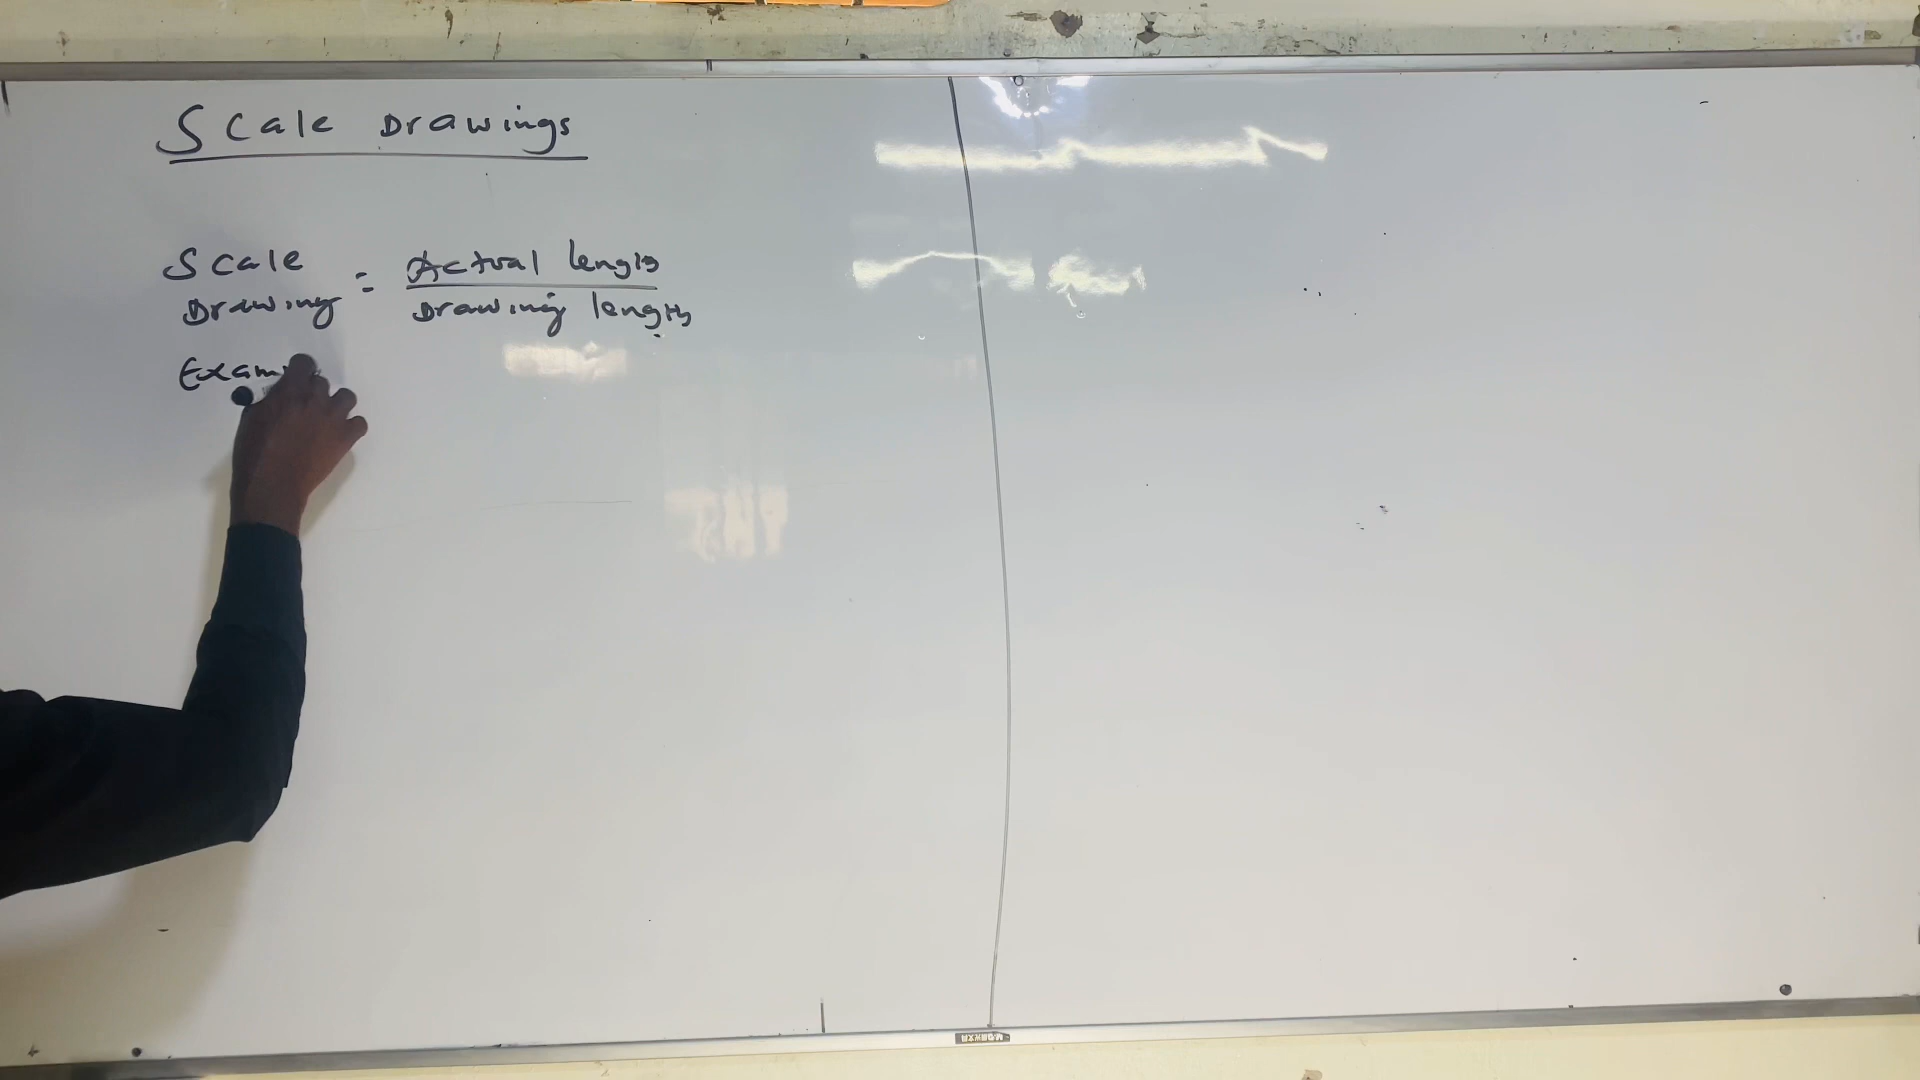 Scale Drawings
Scale Drawing = Actual length
Drawing length
Exam